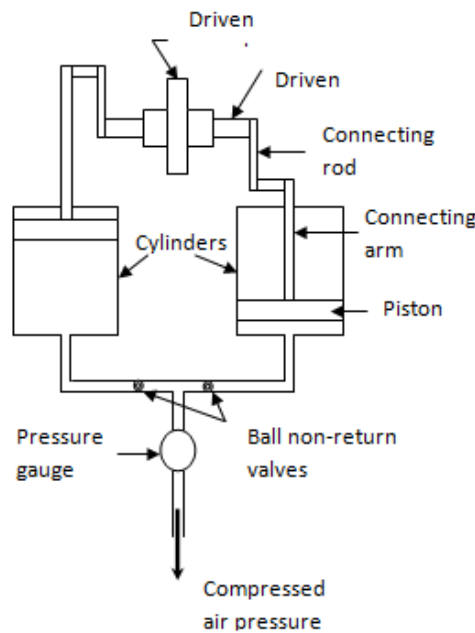 Driven
Driven
Connecting
rod
Connecting
arm
Cylinders
Piston
Pressure
gauge
Ball non-return
valves
Compressed
air pressure